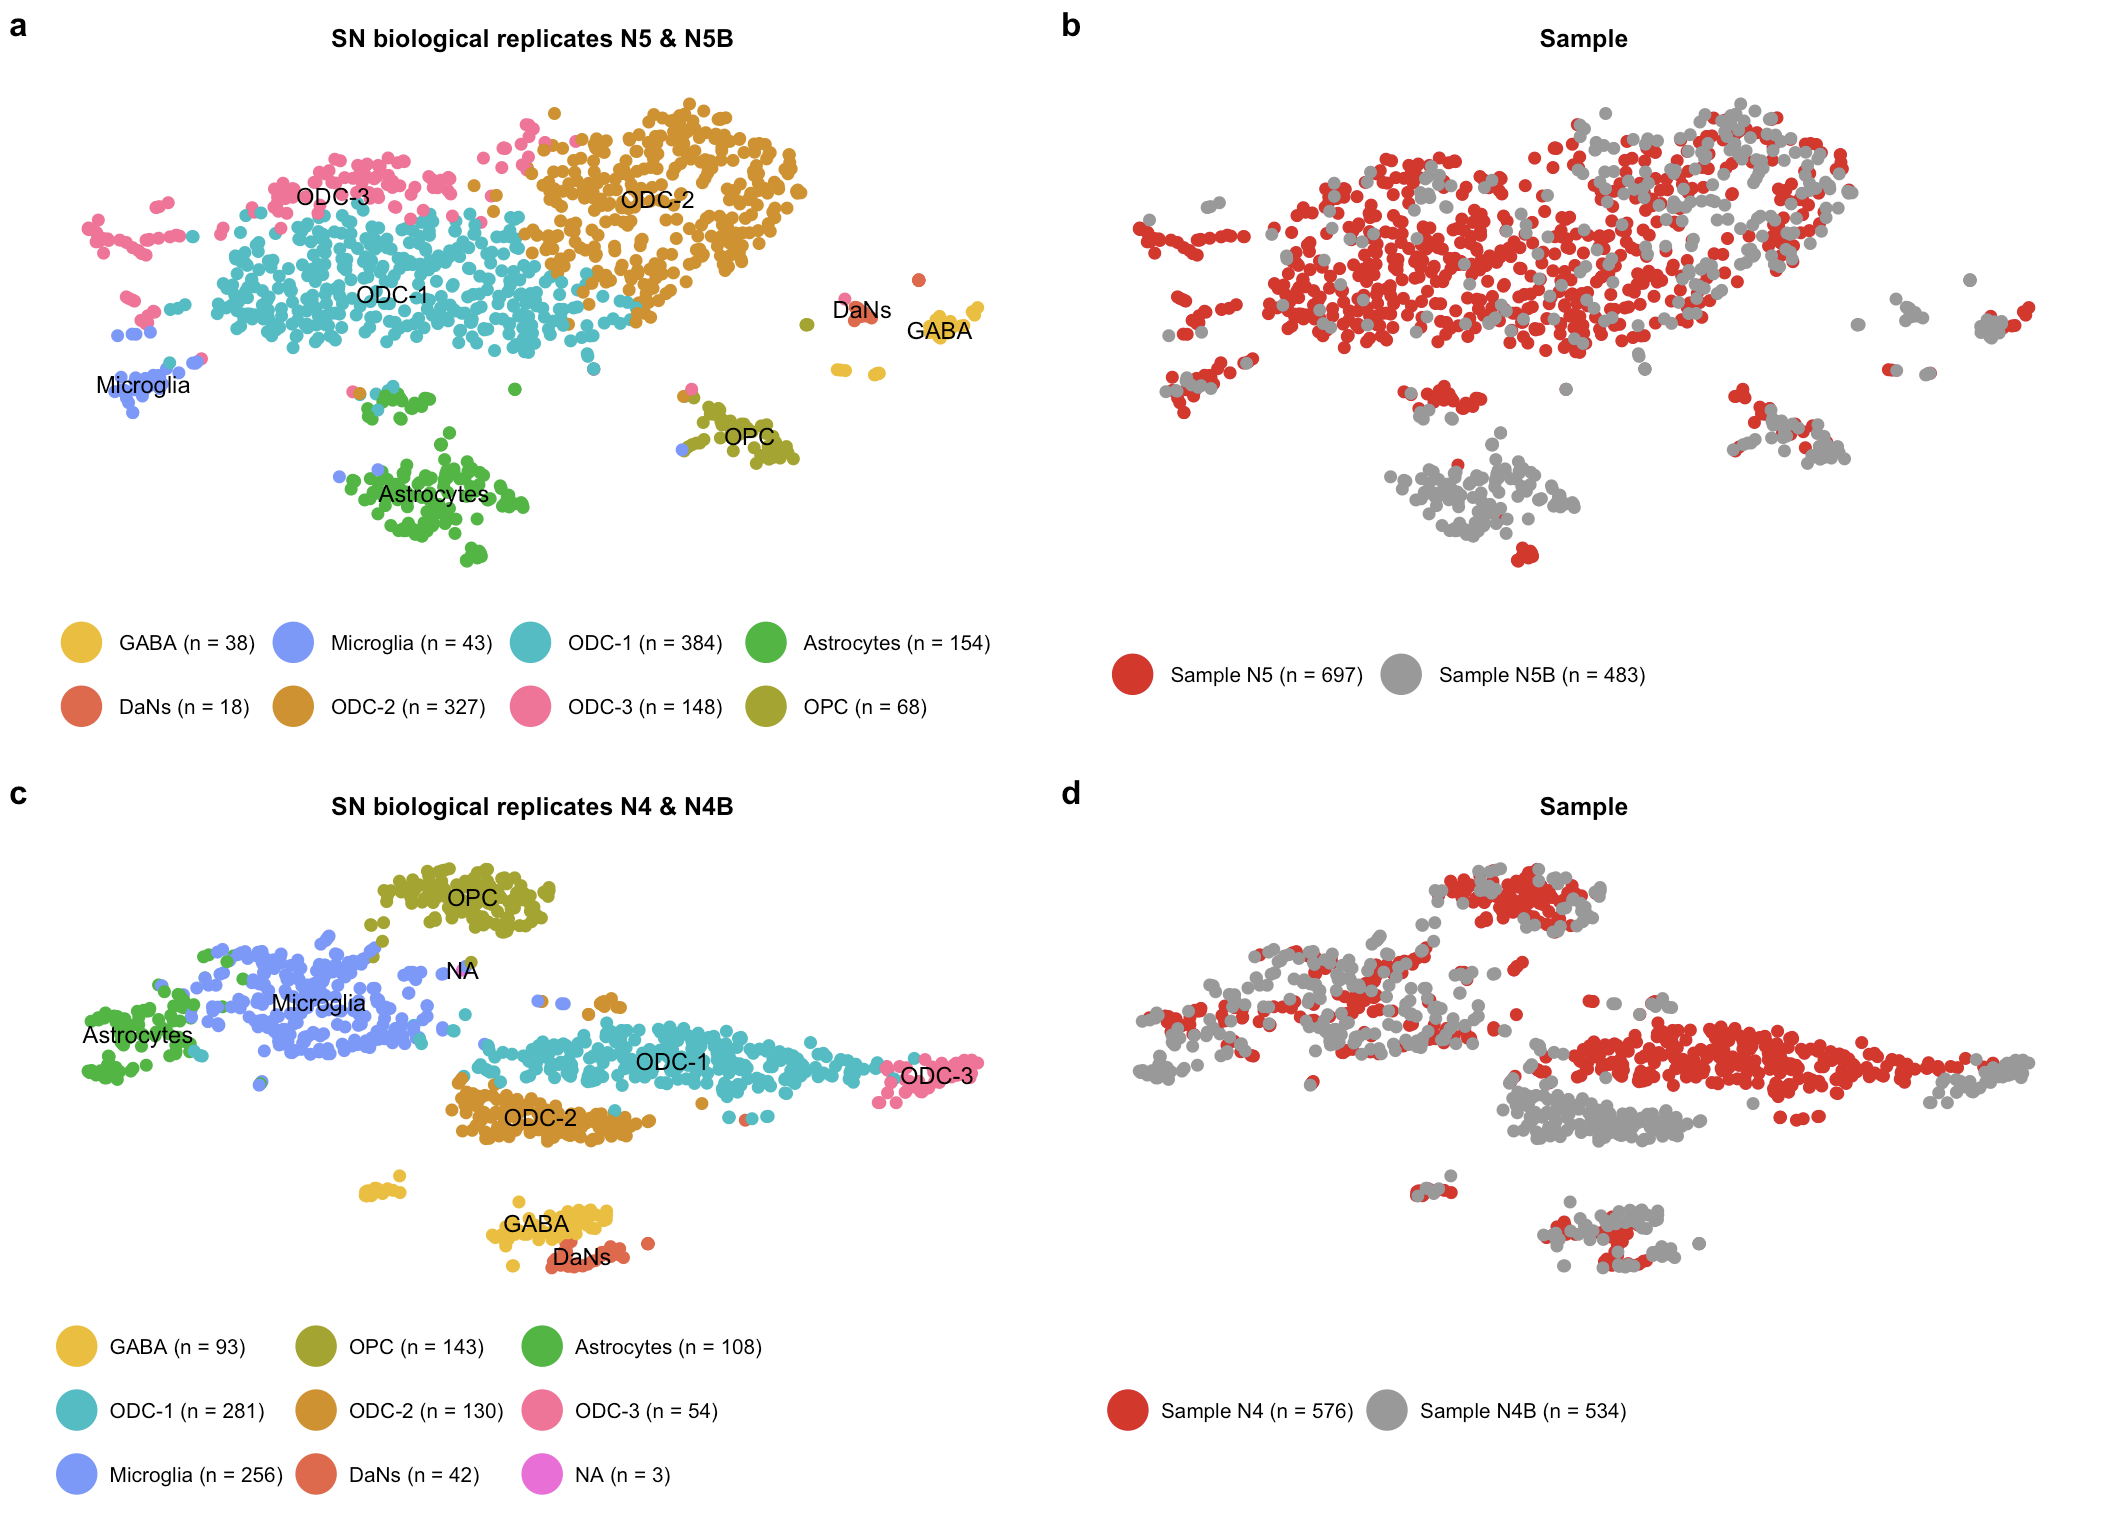 a
SN biological replicates N5 & N5B
ODC-3
ODC-2
ODC-1
DaNs
GABA
Microglia
OPC
Astrocytes
GABA (n = 38)
Microglia (n = 43)
ODC-1 (n = 384)
Astrocytes (n = 154)
DaNs (n = 18)
ODC-2 (n = 327)
ODC-3 (n = 148)
OPC (n = 68)
b
Sample
Sample N5 (n = 697)
Sample N5B (n = 483)
c
SN biological replicates N4 & N4B
OPC
NA
Microglia
Astrocytes
ODC-1
ODC-3
ODC-2
GABA
DaNs
GABA (n = 93)
OPC (n = 143)
Astrocytes (n = 108)
ODC-1 (n = 281)
ODC-2 (n = 130)
ODC-3 (n = 54)
Microglia (n = 256)
DaNs (n = 42)
NA (n = 3)
d
Sample
Sample N4 (n = 576)
Sample N4B (n = 534)